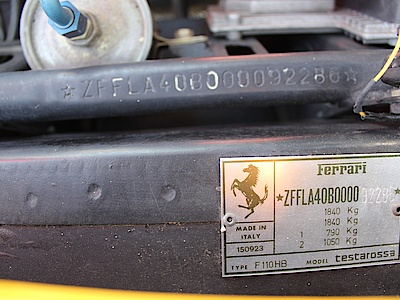 ★ZFFLA40B000092286★
Ferrari
★ZFFLA40B000092286
1840 Kg
1840 Kg
MADE IN ITALY
1 790 Kg
150923
2 1050 Kg
TYPE F110HB MODEL testarossa